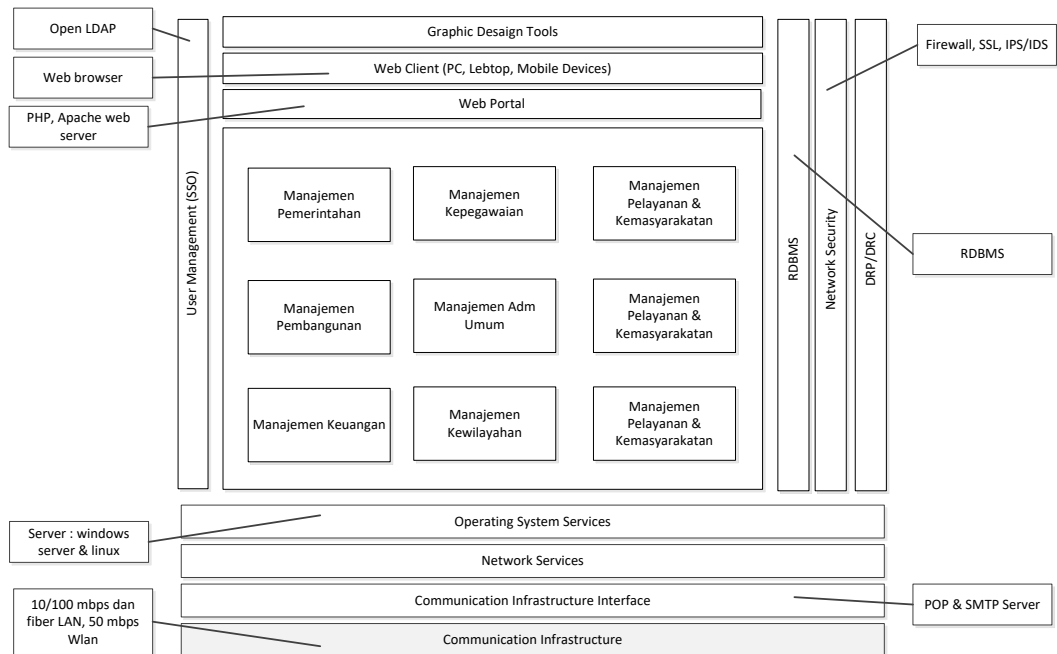 Open LDAP
Graphic Desaign Tools
Firewall, SSL, IPS/IDS
Web browser
Web Client (PC, Lebtop, Mobile Devices)
PHP, Apache web
server
Web Portal
User Management (SSO)
Manajemen
Pemerintahan
Manajemen
Kepegawaian
Manajemen
Pelayanan &
Kemasyarakatan
Manajemen
Pembangunan
Manajemen Adm
Umum
Manajemen
Pelayanan &
Kemasyarakatan
Manajemen Keuangan
Manajemen
Kewilayahan
Manajemen
Pelayanan &
Kemasyarakatan
RDBMS
Network Security
DRP/DRC
RDBMS
Operating System Services
Server : windows
server & linux
Network Services
Communication Infrastructure Interface
POP & SMTP Server
10/100 mbps dan
fiber LAN, 50 mbps
Wlan
Communication Infrastructure